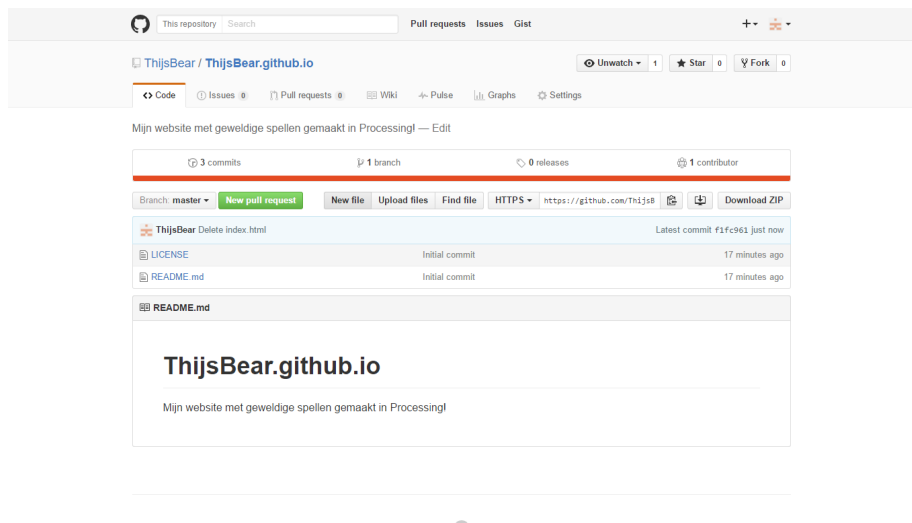 This repository Search Pull requests Issues Gist
ThijsBear / ThijsBear.github.io Unwatch 1 Star 0 Fork 0
Code Issues 0 Pull requests 0 Wiki Pulse Graphs Settings
Mijn website met geweldige spellen gemaakt in Processing! — Edit
3 commits 1 branch 0 releases 1 contributor
Branch: master New pull request New file Upload files Find file HTTPS https://github.com/ThijsB Download ZIP
ThijsBear Delete index.html Latest commit f1fc961 just now
LICENSE Initial commit 17 minutes ago
README.md Initial commit 17 minutes ago
README.md
ThijsBear.github.io
Mijn website met geweldige spellen gemaakt in Processing!